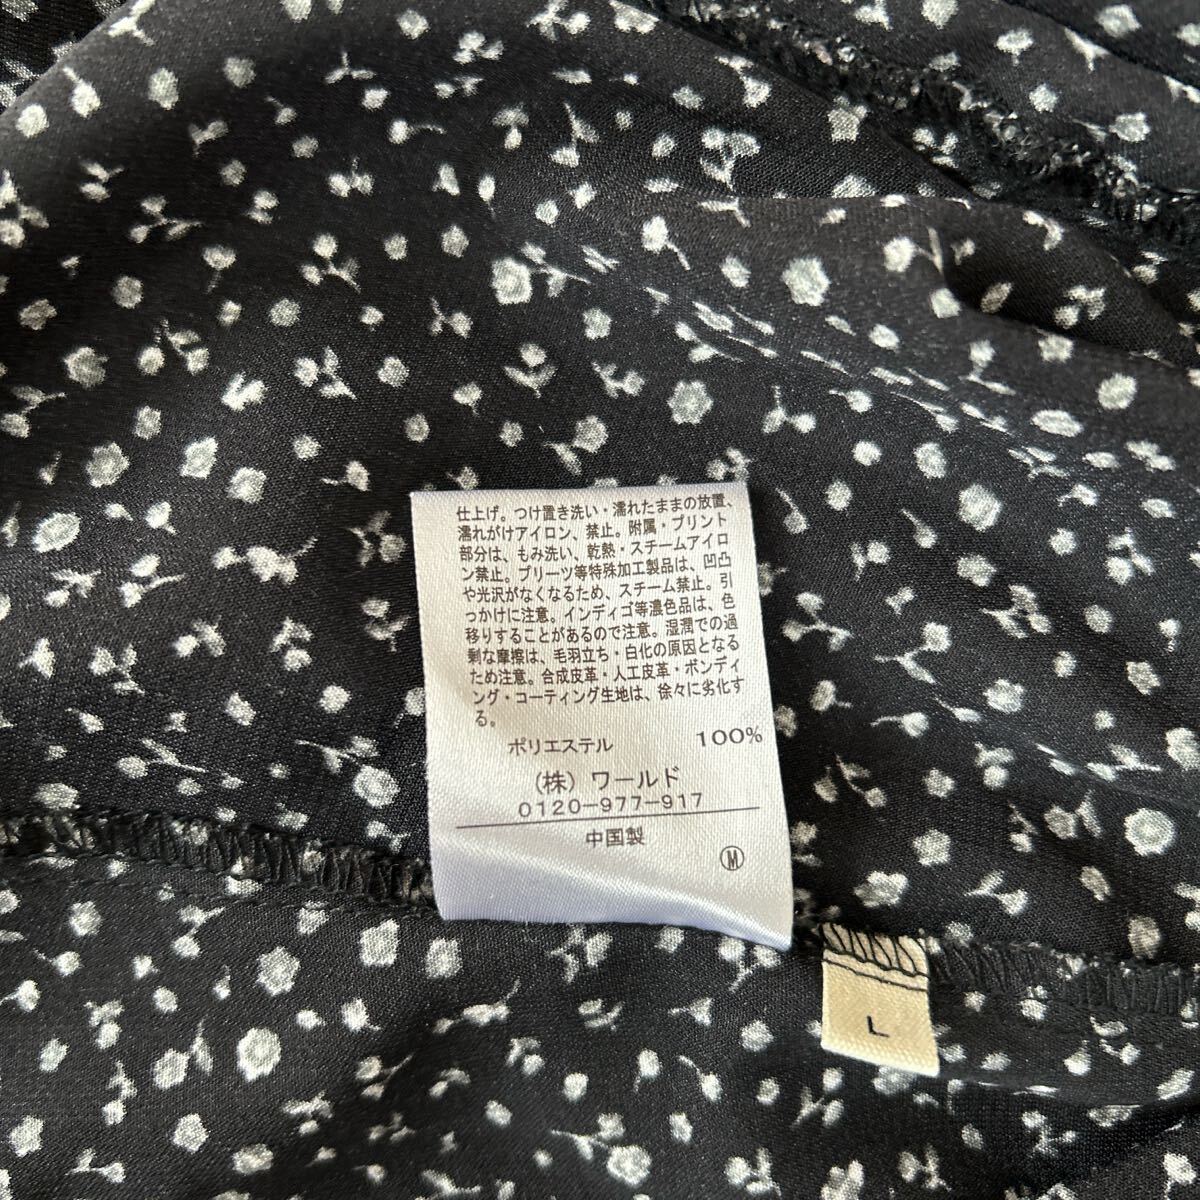 仕上げ。つけ置き洗い・濡れたままの放置、
濡れがけアイロン、禁止。附属・プリント
部分は、もみ洗い、乾熱・スチームアイロ
ン禁止。プリーツ等特殊加工製品は、凹凸
や光沢がなくなるため、スチーム禁止。引
っかけに注意。インディゴ等濃色品は、色
移りすることがあるので注意。湿潤での過
剰な摩擦は、毛羽立ち・白化の原因となる
ため注意。合成皮革・人工皮革・ボンディ
ング・コーティング生地は、徐々に劣化す
る。
ポリエステル 100%
(株) ワールド
0120-977-917
中国製
Ⓜ
L